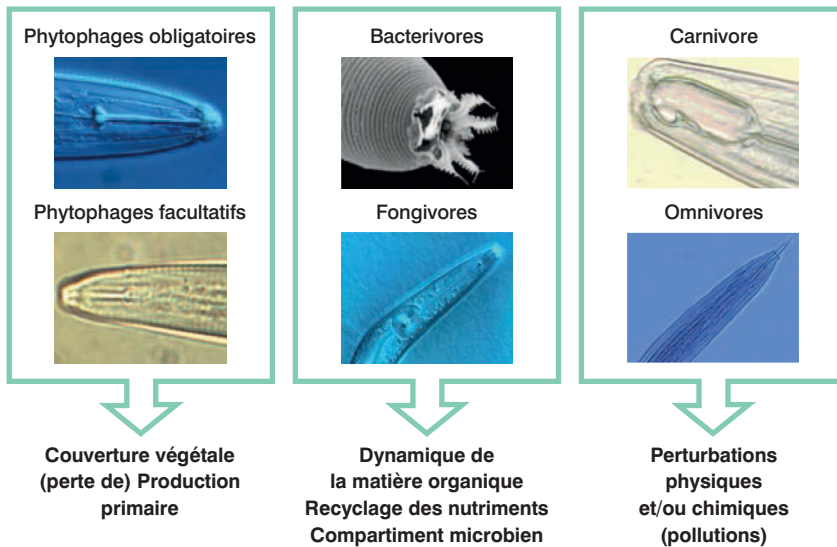 Phytophages obligatoires
Phytophages facultatifs
Couverture végétale
(perte de) Production
primaire
Bacterivores
Fongivores
Dynamique de
la matière organique
Recyclage des nutriments
Compartiment microbien
Carnivore
Omnivores
Perturbations
physiques
et/ou chimiques
(pollutions)